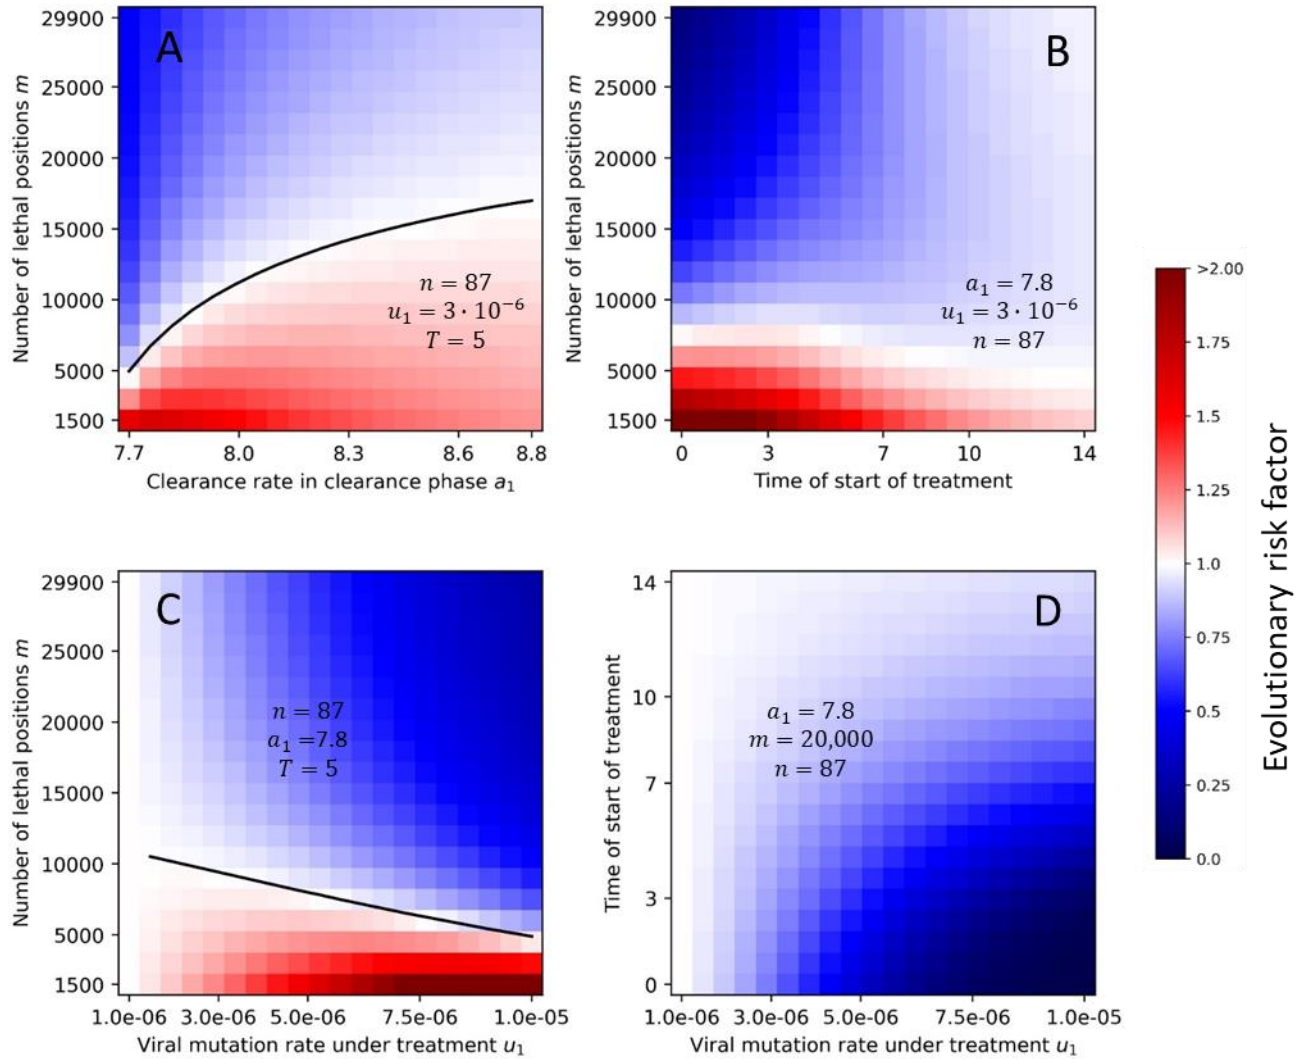 A
Number of lethal positions m
29900
25000
20000
15000
10000
5000
1500
n = 87
u₁ = 3 · 10⁻⁶
T = 5
7.7 8.0 8.3 8.6 8.8
Clearance rate in clearance phase a₁
B
Number of lethal positions m
29900
25000
20000
15000
10000
5000
1500
a₁ = 7.8
u₁ = 3 · 10⁻⁶
n = 87
0 3 7 10 14
Time of start of treatment
C
Number of lethal positions m
29900
25000
20000
15000
10000
5000
1500
n = 87
a₁ =7.8
T = 5
1.0e-06 3.0e-06 5.0e-06 7.5e-06 1.0e-05
Viral mutation rate under treatment u₁
D
Time of start of treatment
14
10
7
3
0
a₁ = 7.8
m = 20,000
n = 87
1.0e-06 3.0e-06 5.0e-06 7.5e-06 1.0e-05
Viral mutation rate under treatment u₁
>2.00
1.75
1.5
1.25
1.0
0.75
0.5
0.25
0.0
Evolutionary risk factor